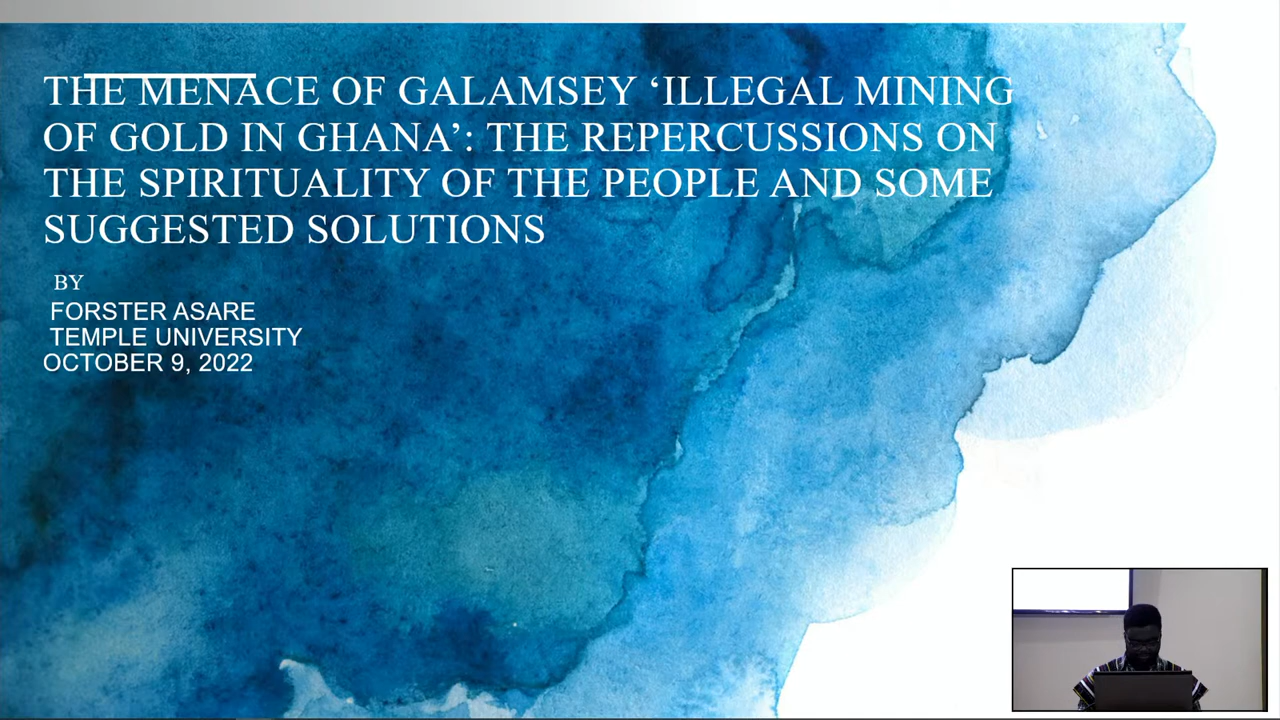 THE MENACE OF GALAMSEY ‘ILLEGAL MINING
OF GOLD IN GHANA’: THE REPERCUSSIONS ON
THE SPIRITUALITY OF THE PEOPLE AND SOME
SUGGESTED SOLUTIONS
BY
FORSTER ASARE
TEMPLE UNIVERSITY
OCTOBER 9, 2022